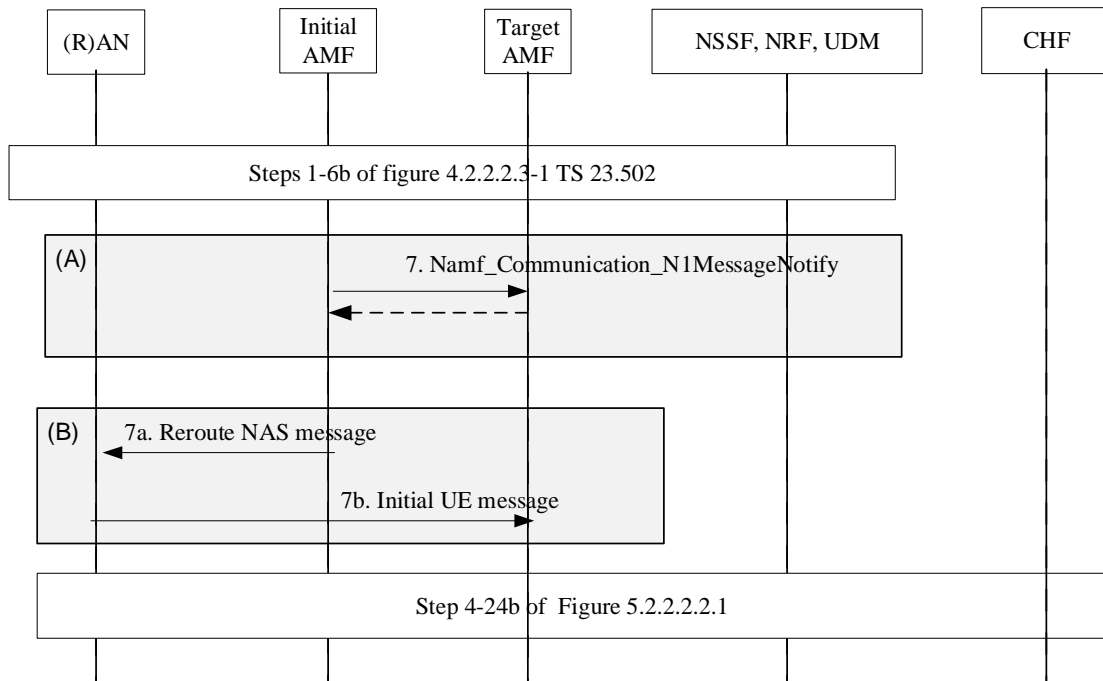 (R)AN
Initial
AMF
Target
AMF
NSSF, NRF, UDM
CHF
Steps 1-6b of figure 4.2.2.2.3-1 TS 23.502
(A)
7. Namf_Communication_N1MessageNotify
(B)
7a. Reroute NAS message
7b. Initial UE message
Step 4-24b of Figure 5.2.2.2.2.1